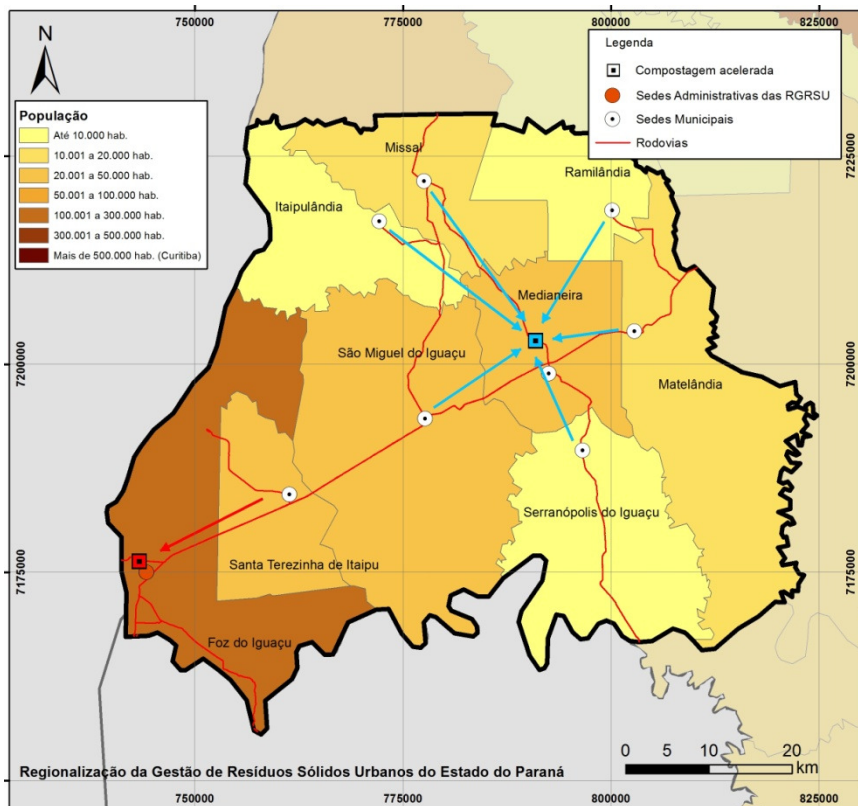 750000
775000
800000
825000
N
Legenda
Compostagem acelerada
Sedes Administrativas das RGRSU
Sedes Municipais
Rodovias
População
Até 10.000 hab.
10.001 a 20.000 hab.
20.001 a 50.000 hab.
50.001 a 100.000 hab.
100.001 a 300.000 hab.
300.001 a 500.000 hab.
Mais de 500.000 hab. (Curitiba)
7225000
7225000
Missal
Ramilândia
Itaipulândia
Medianeira
7200000
7200000
São Miguel do Iguaçu
Matelândia
Serranópolis do Iguaçu
Santa Terezinha de Itaipu
7175000
7175000
Foz do Iguaçu
0 5 10 20
km
Regionalização da Gestão de Resíduos Sólidos Urbanos do Estado do Paraná
750000
775000
800000
825000